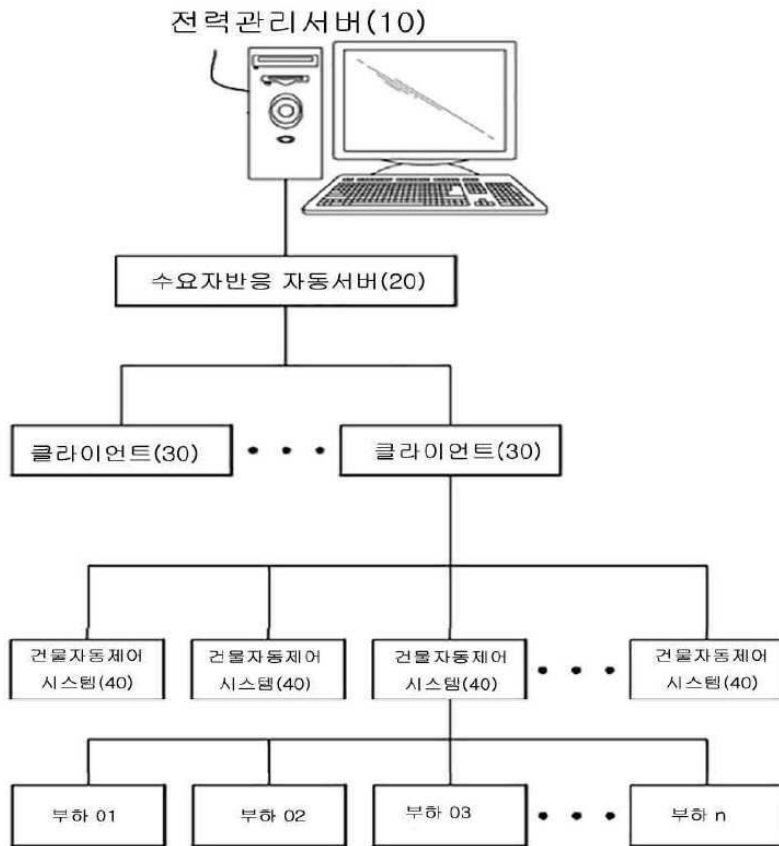 전력관리서버(10)
수요자반응 자동서버(20)
클라이언트(30)
클라이언트(30)
건물자동제어
시스템(40)
건물자동제어
시스템(40)
건물자동제어
시스템(40)
건물자동제어
시스템(40)
부하 01
부하 02
부하 03
부하 n